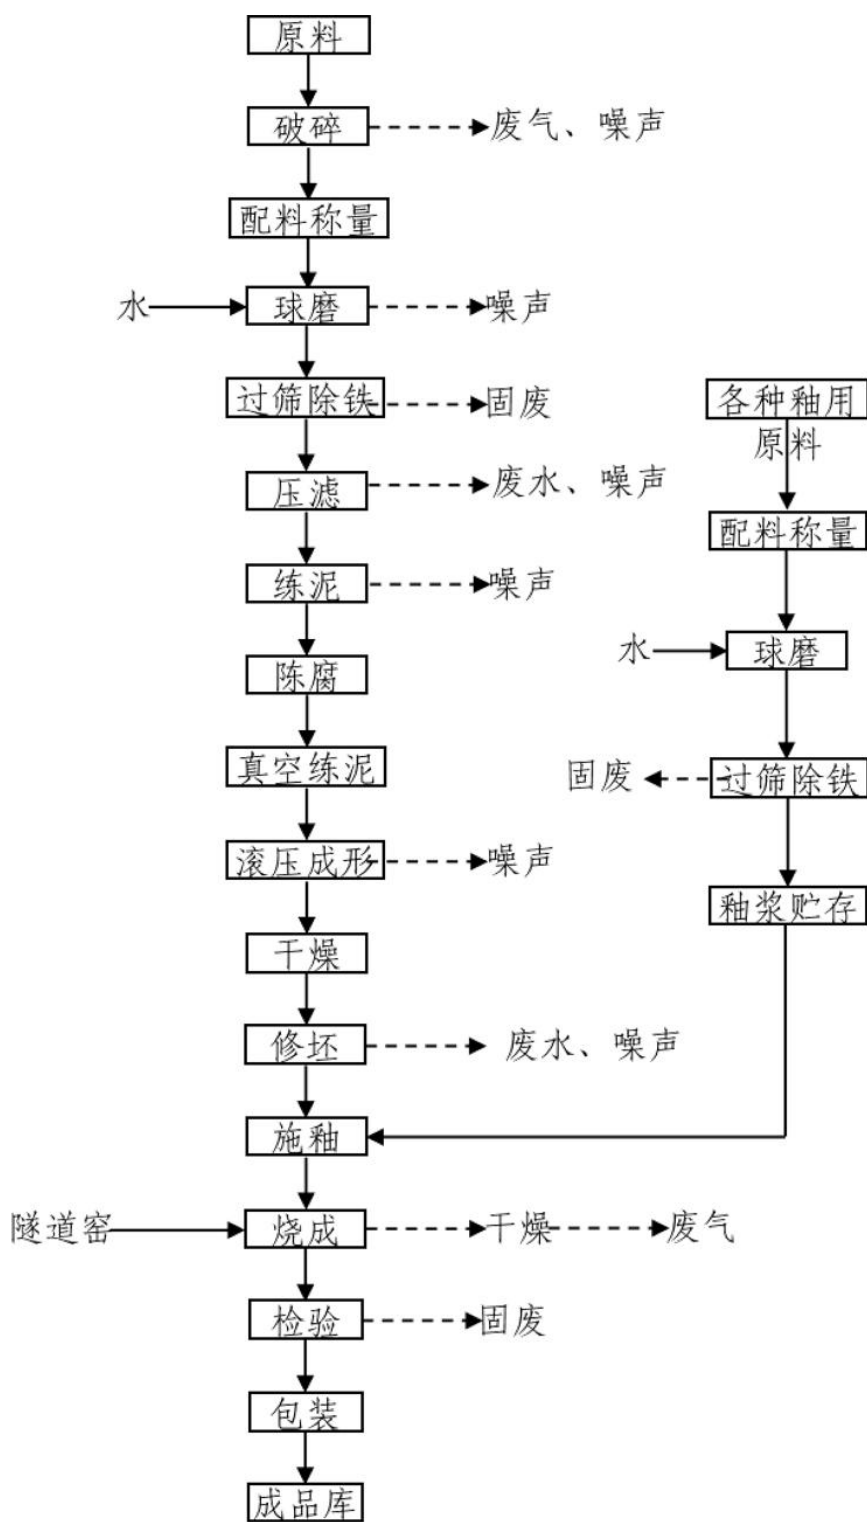 原料
破碎
废气、噪声
配料称量
水
球磨
噪声
过筛除铁
固废
压滤
废水、噪声
练泥
噪声
陈腐
真空练泥
滚压成形
噪声
干燥
修坯
废水、噪声
施釉
隧道窑
烧成
干燥
废气
检验
固废
包装
成品库
各种釉用
原料
配料称量
水
球磨
固废
过筛除铁
釉浆贮存